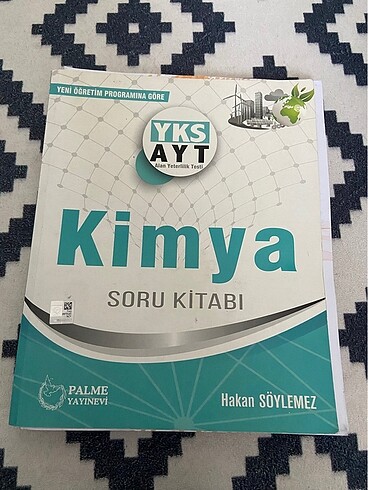 YENİ ÖĞRETİM PROGRAMINA GÖRE
YKS
AYT
Alan Yeterlilik Testi
Kimya
SORU KİTABI
PALME
YAYINEVİ
Hakan SÖYLEMEZ